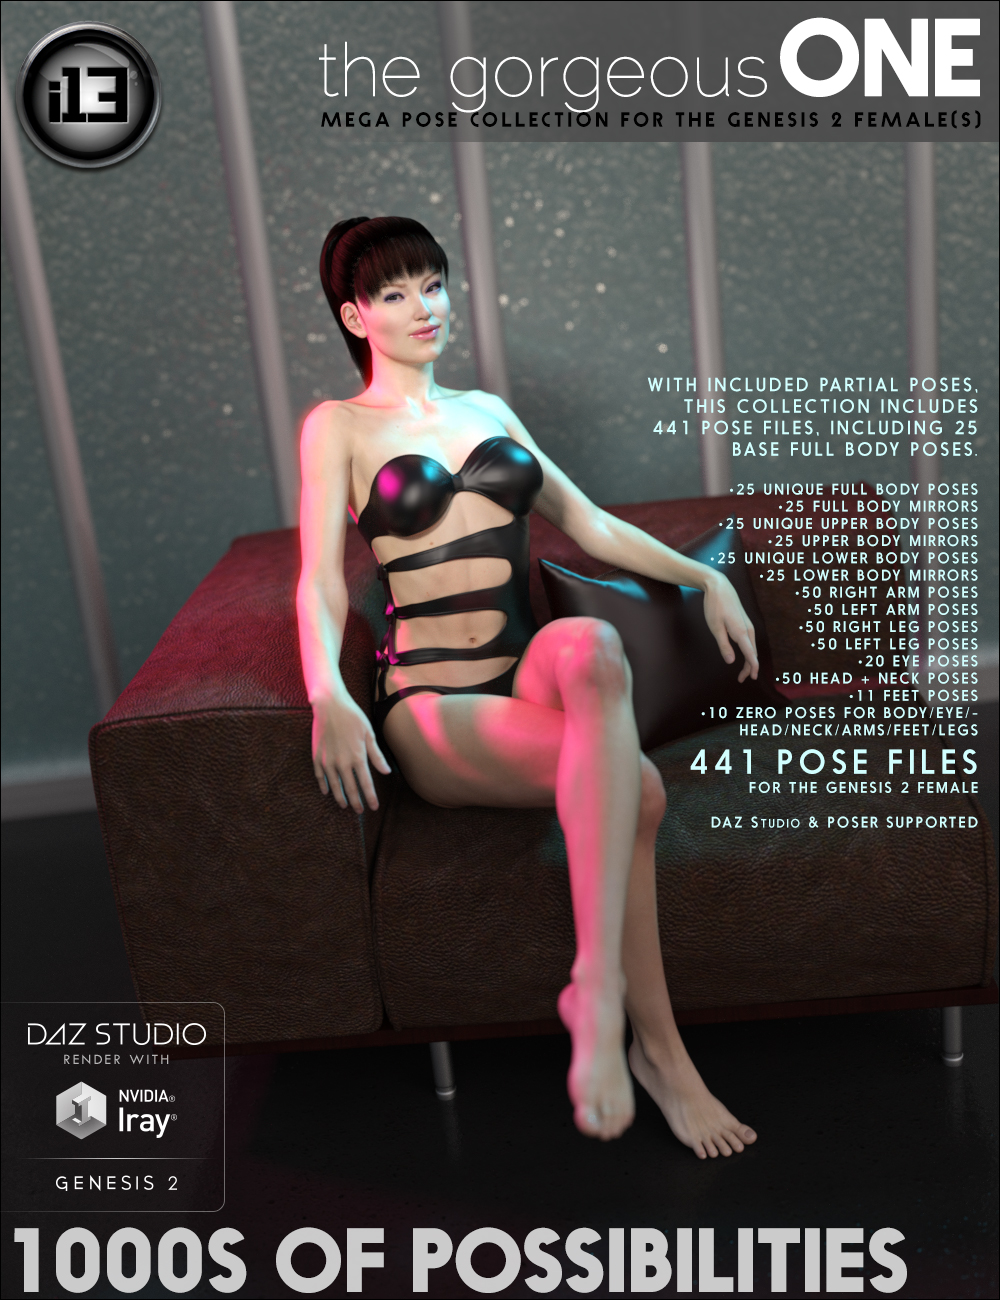 i13
the gorgeous ONE
MEGA POSE COLLECTION FOR THE GENESIS 2 FEMALE(S)
WITH INCLUDED PARTIAL POSES,
THIS COLLECTION INCLUDES
441 POSE FILES, INCLUDING 25
BASE FULL BODY POSES.
•25 UNIQUE FULL BODY POSES
•25 FULL BODY MIRRORS
•25 UNIQUE UPPER BODY POSES
•25 UPPER BODY MIRRORS
•25 UNIQUE LOWER BODY POSES
•25 LOWER BODY MIRRORS
•50 RIGHT ARM POSES
•50 LEFT ARM POSES
•50 RIGHT LEG POSES
•50 LEFT LEG POSES
•20 EYE POSES
•50 HEAD + NECK POSES
•11 FEET POSES
•10 ZERO POSES FOR BODY/EYE/-
HEAD/NECK/ARMS/FEET/LEGS
441 POSE FILES
FOR THE GENESIS 2 FEMALE
DAZ STUDIO & POSER SUPPORTED
DAZ STUDIO
RENDER WITH
NVIDIA®
Iray®
GENESIS 2
1000S OF POSSIBILITIES